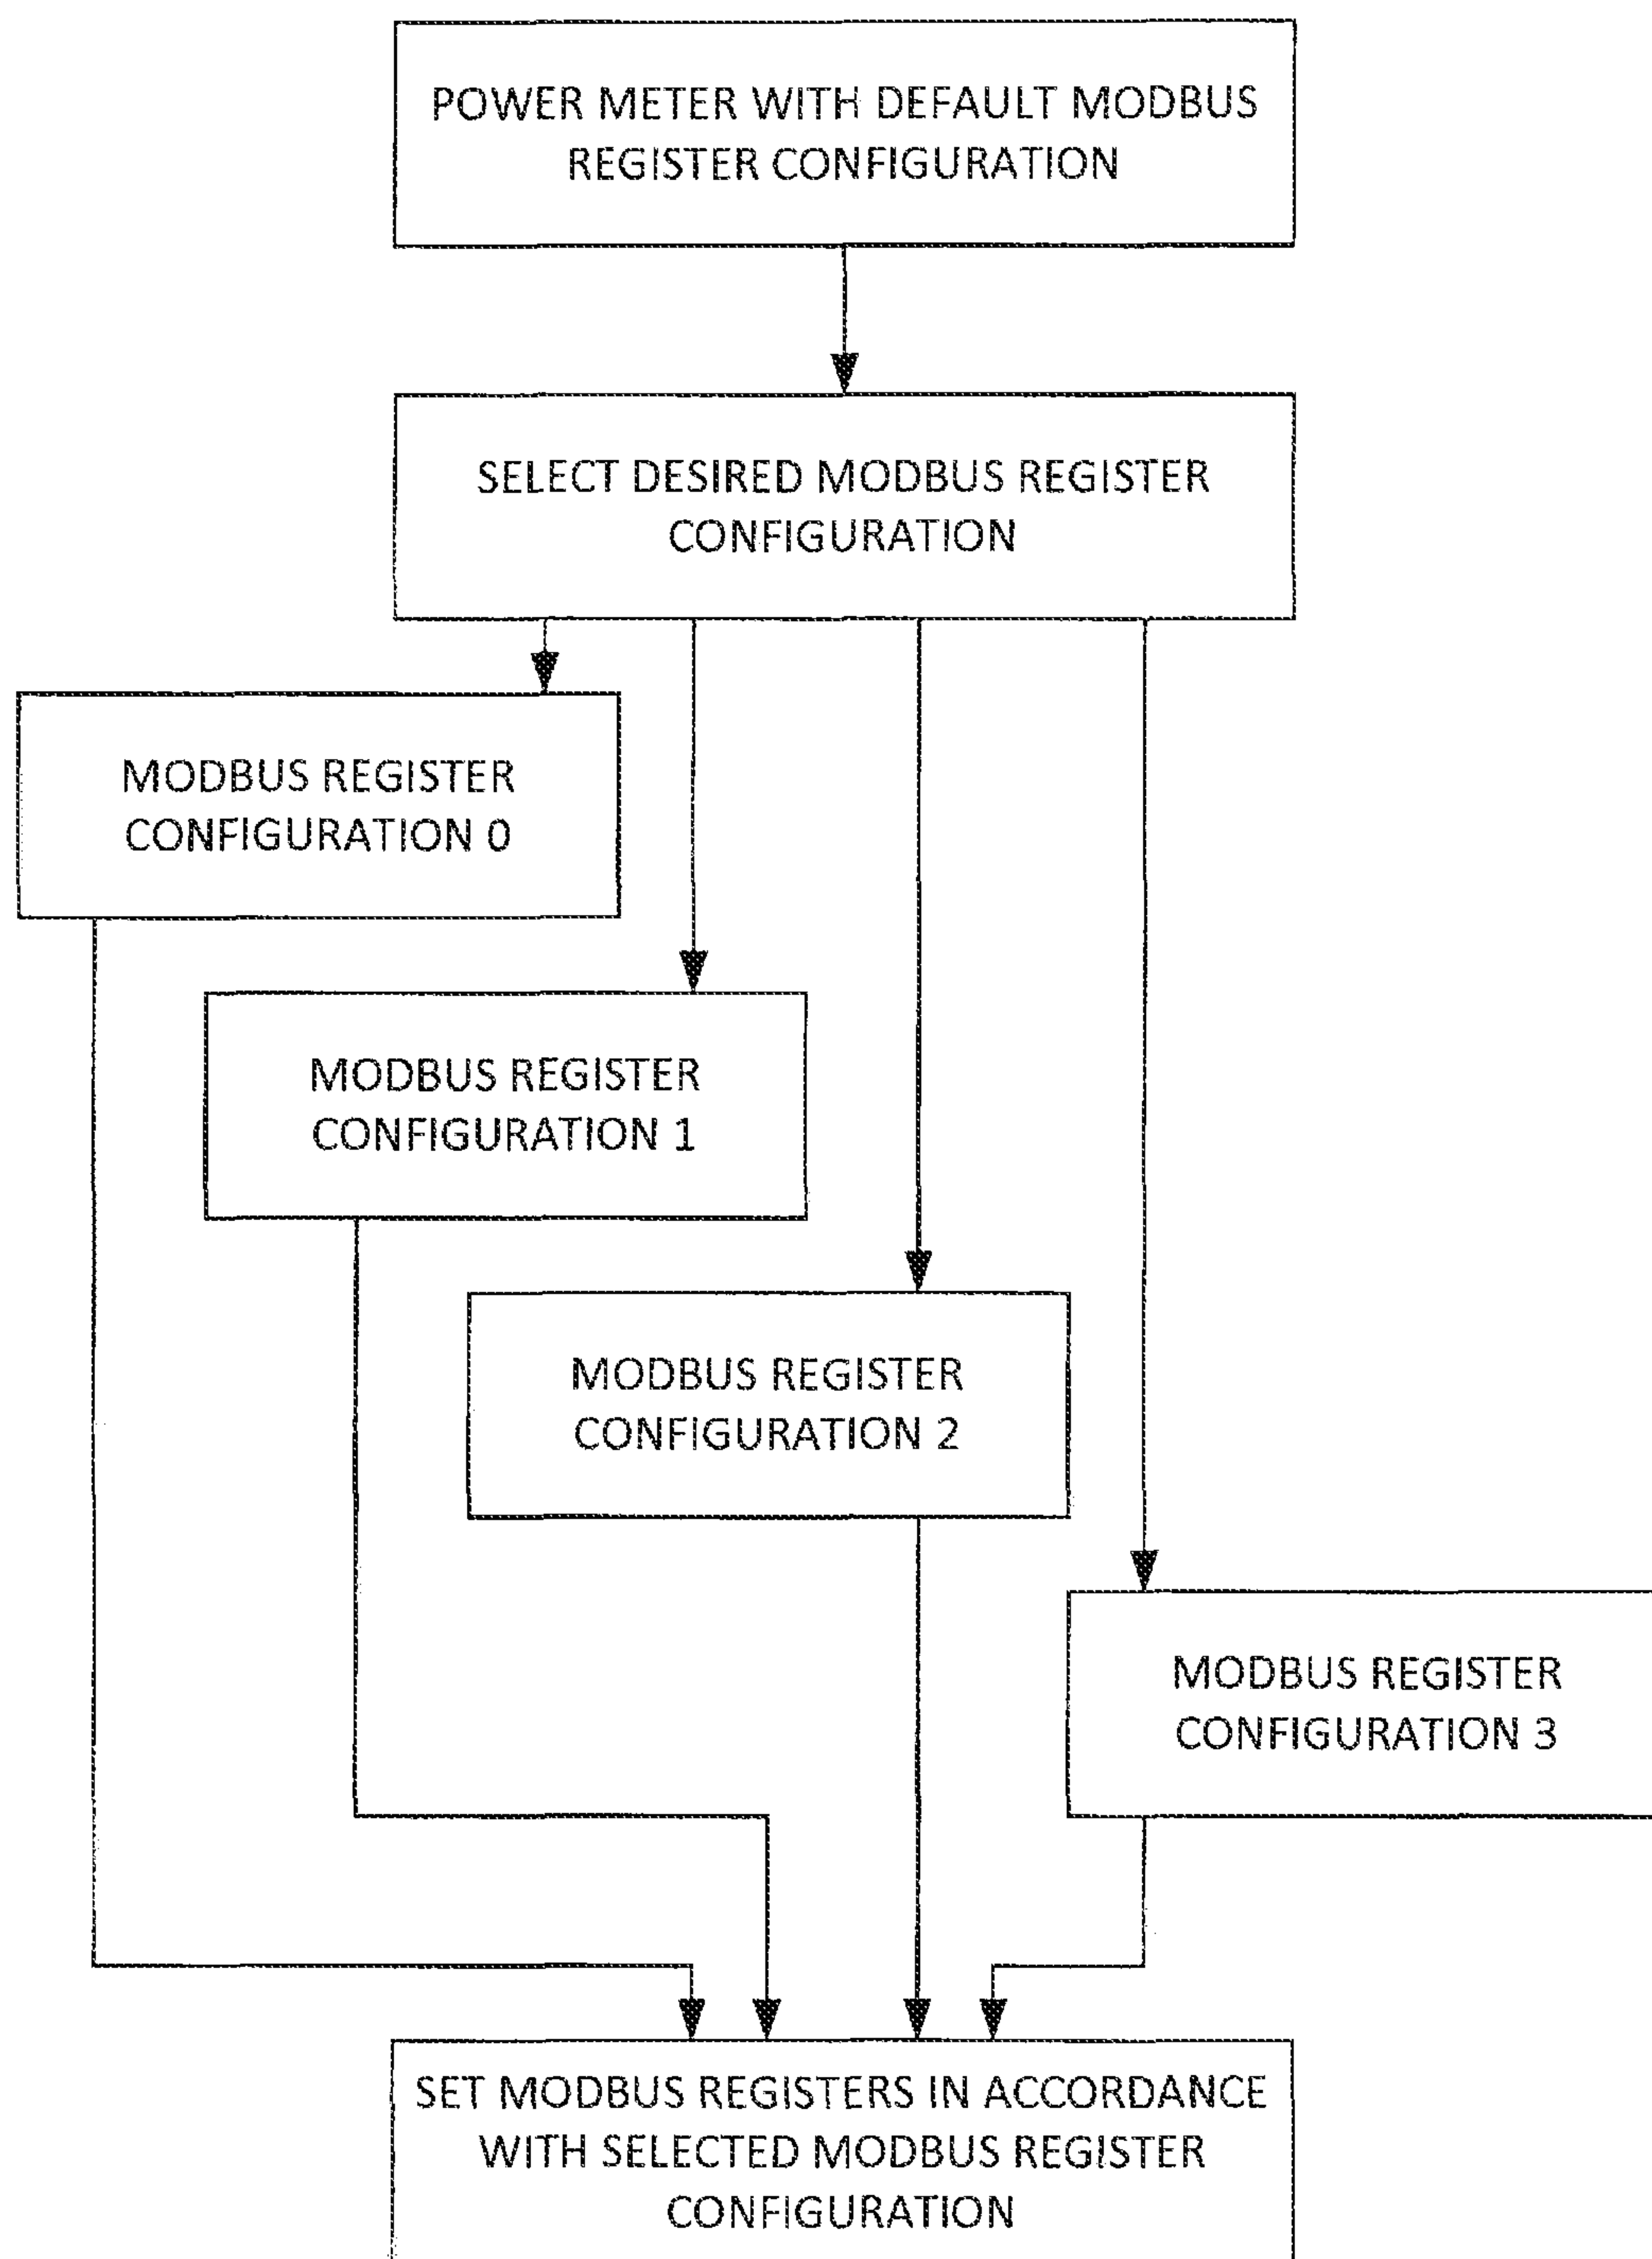 POWER METER WITH DEFAULT MODBUS
REGISTER CONFIGURATION
SELECT DESIRED MODBUS REGISTER
CONFIGURATION
MODBUS REGISTER
CONFIGURATION 0
MODBUS REGISTER
CONFIGURATION 1
MODBUS REGISTER
CONFIGURATION 2
MODBUS REGISTER
CONFIGURATION 3
SET MODBUS REGISTERS IN ACCORDANCE
WITH SELECTED MODBUS REGISTER
CONFIGURATION